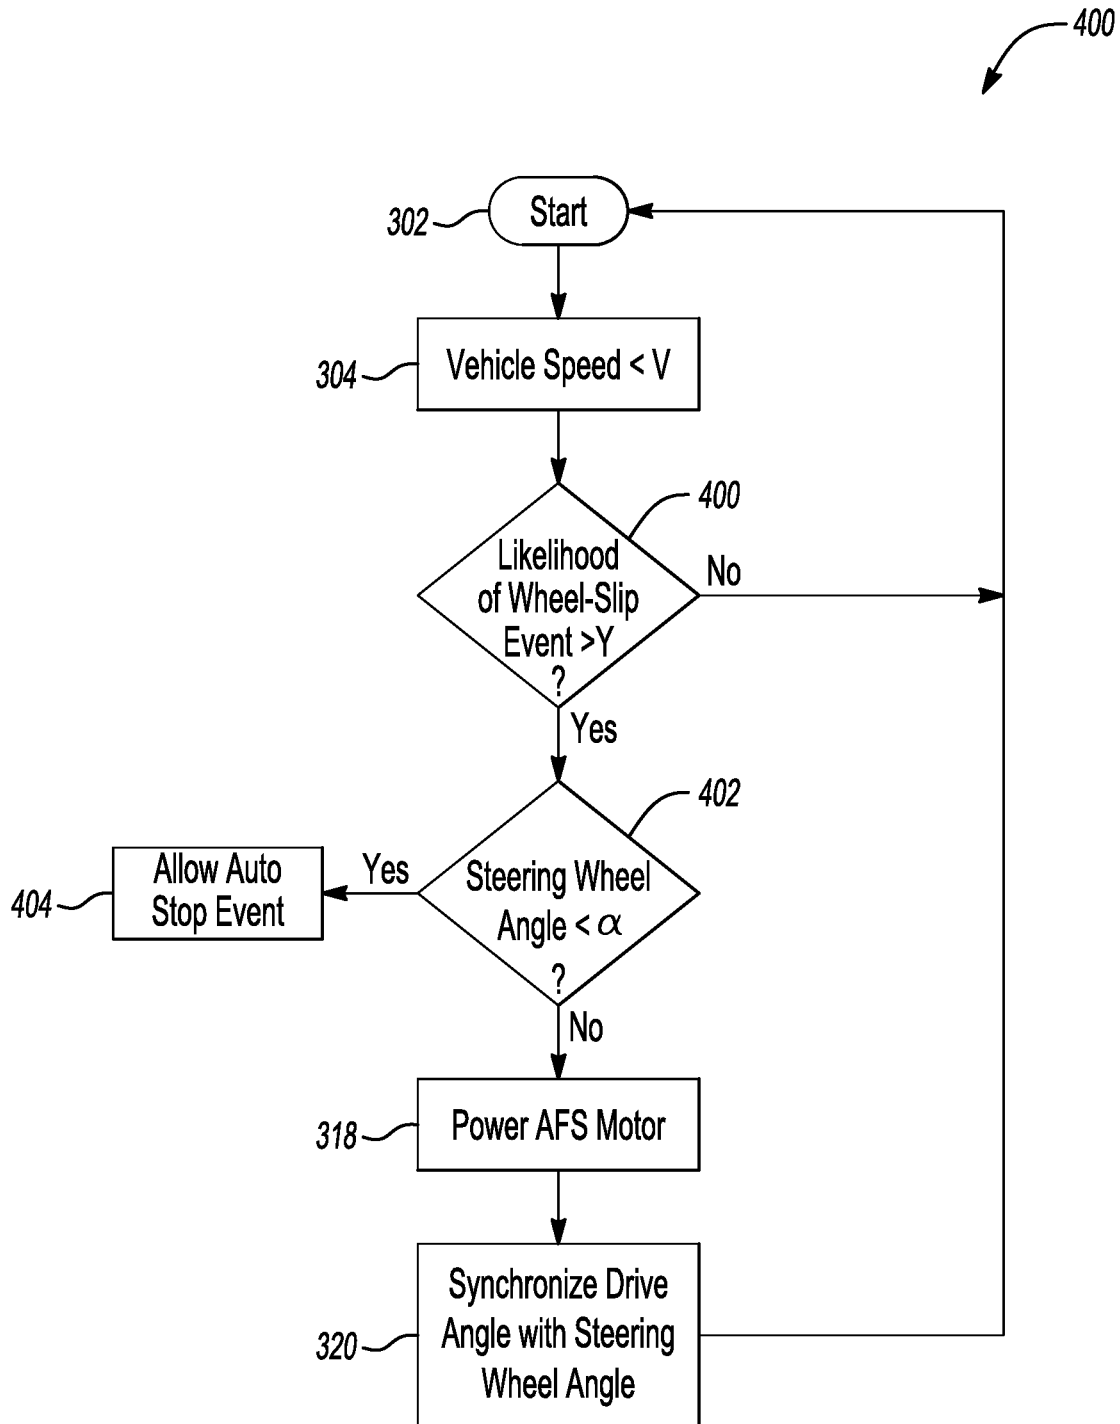 400
302
Start
304
Vehicle Speed < V
400
Likelihood
of Wheel-Slip
Event >Y
?
No
Yes
402
Steering Wheel
Angle < α
?
Yes
404
Allow Auto
Stop Event
No
318
Power AFS Motor
320
Synchronize Drive
Angle with Steering
Wheel Angle